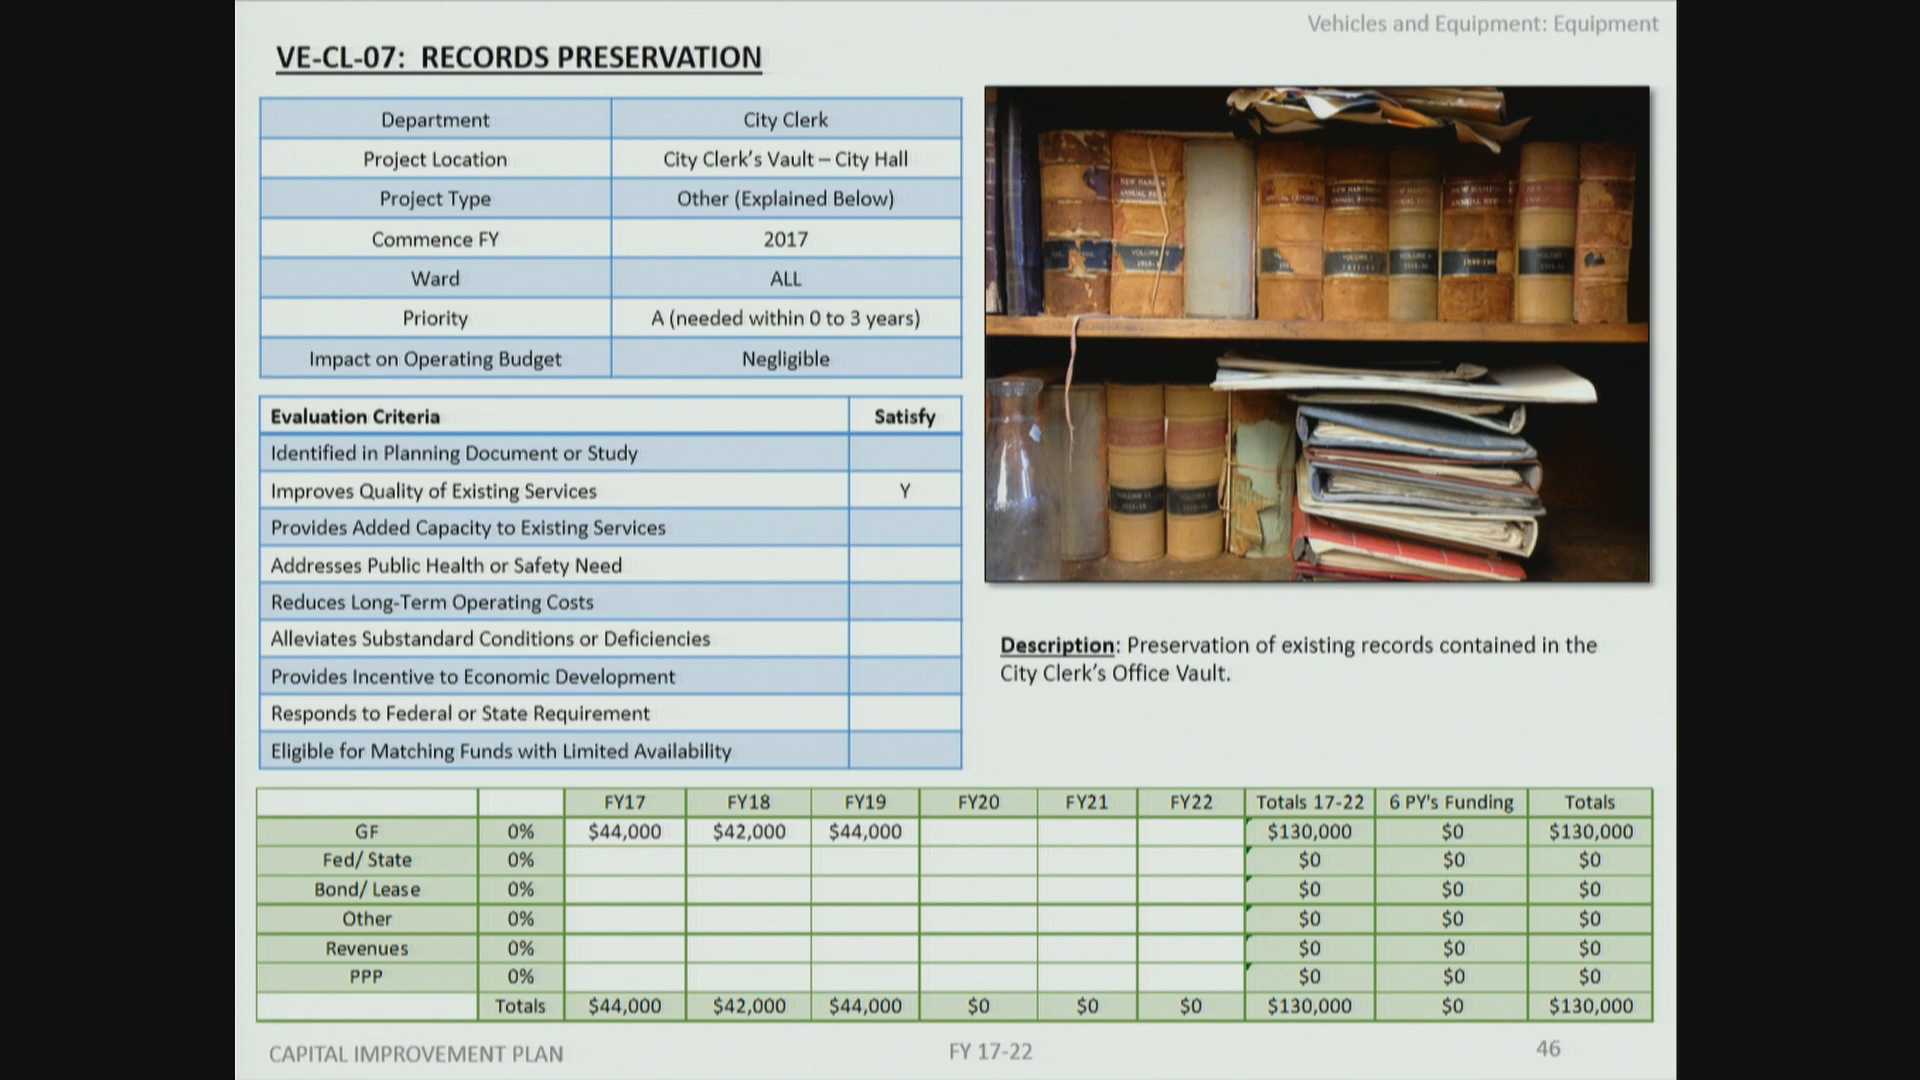 Vehicles and Equipment: Equipment
VE-CL-07: RECORDS PRESERVATION
Department City Clerk
Project Location City Clerk's Vault – City Hall
Project Type Other (Explained Below)
Commence FY 2017
Ward ALL
Priority A (needed within 0 to 3 years)
Impact on Operating Budget Negligible
Evaluation Criteria Satisfy
Identified in Planning Document or Study
Improves Quality of Existing Services Y
Provides Added Capacity to Existing Services
Addresses Public Health or Safety Need
Reduces Long-Term Operating Costs
Alleviates Substandard Conditions or Deficiencies
Provides Incentive to Economic Development
Responds to Federal or State Requirement
Eligible for Matching Funds with Limited Availability
Description: Preservation of existing records contained in the
City Clerk's Office Vault.
FY17 FY18 FY19 FY20 FY21 FY22 Totals 17-22 6 PY's Funding Totals
GF 0% $44,000 $42,000 $44,000 $130,000 $0 $130,000
Fed/ State 0% $0 $0 $0
Bond/ Lease 0% $0 $0 $0
Other 0% $0 $0 $0
Revenues 0% $0 $0 $0
PPP 0% $0 $0 $0
Totals $44,000 $42,000 $44,000 $0 $0 $0 $130,000 $0 $130,000
CAPITAL IMPROVEMENT PLAN FY 17-22 46